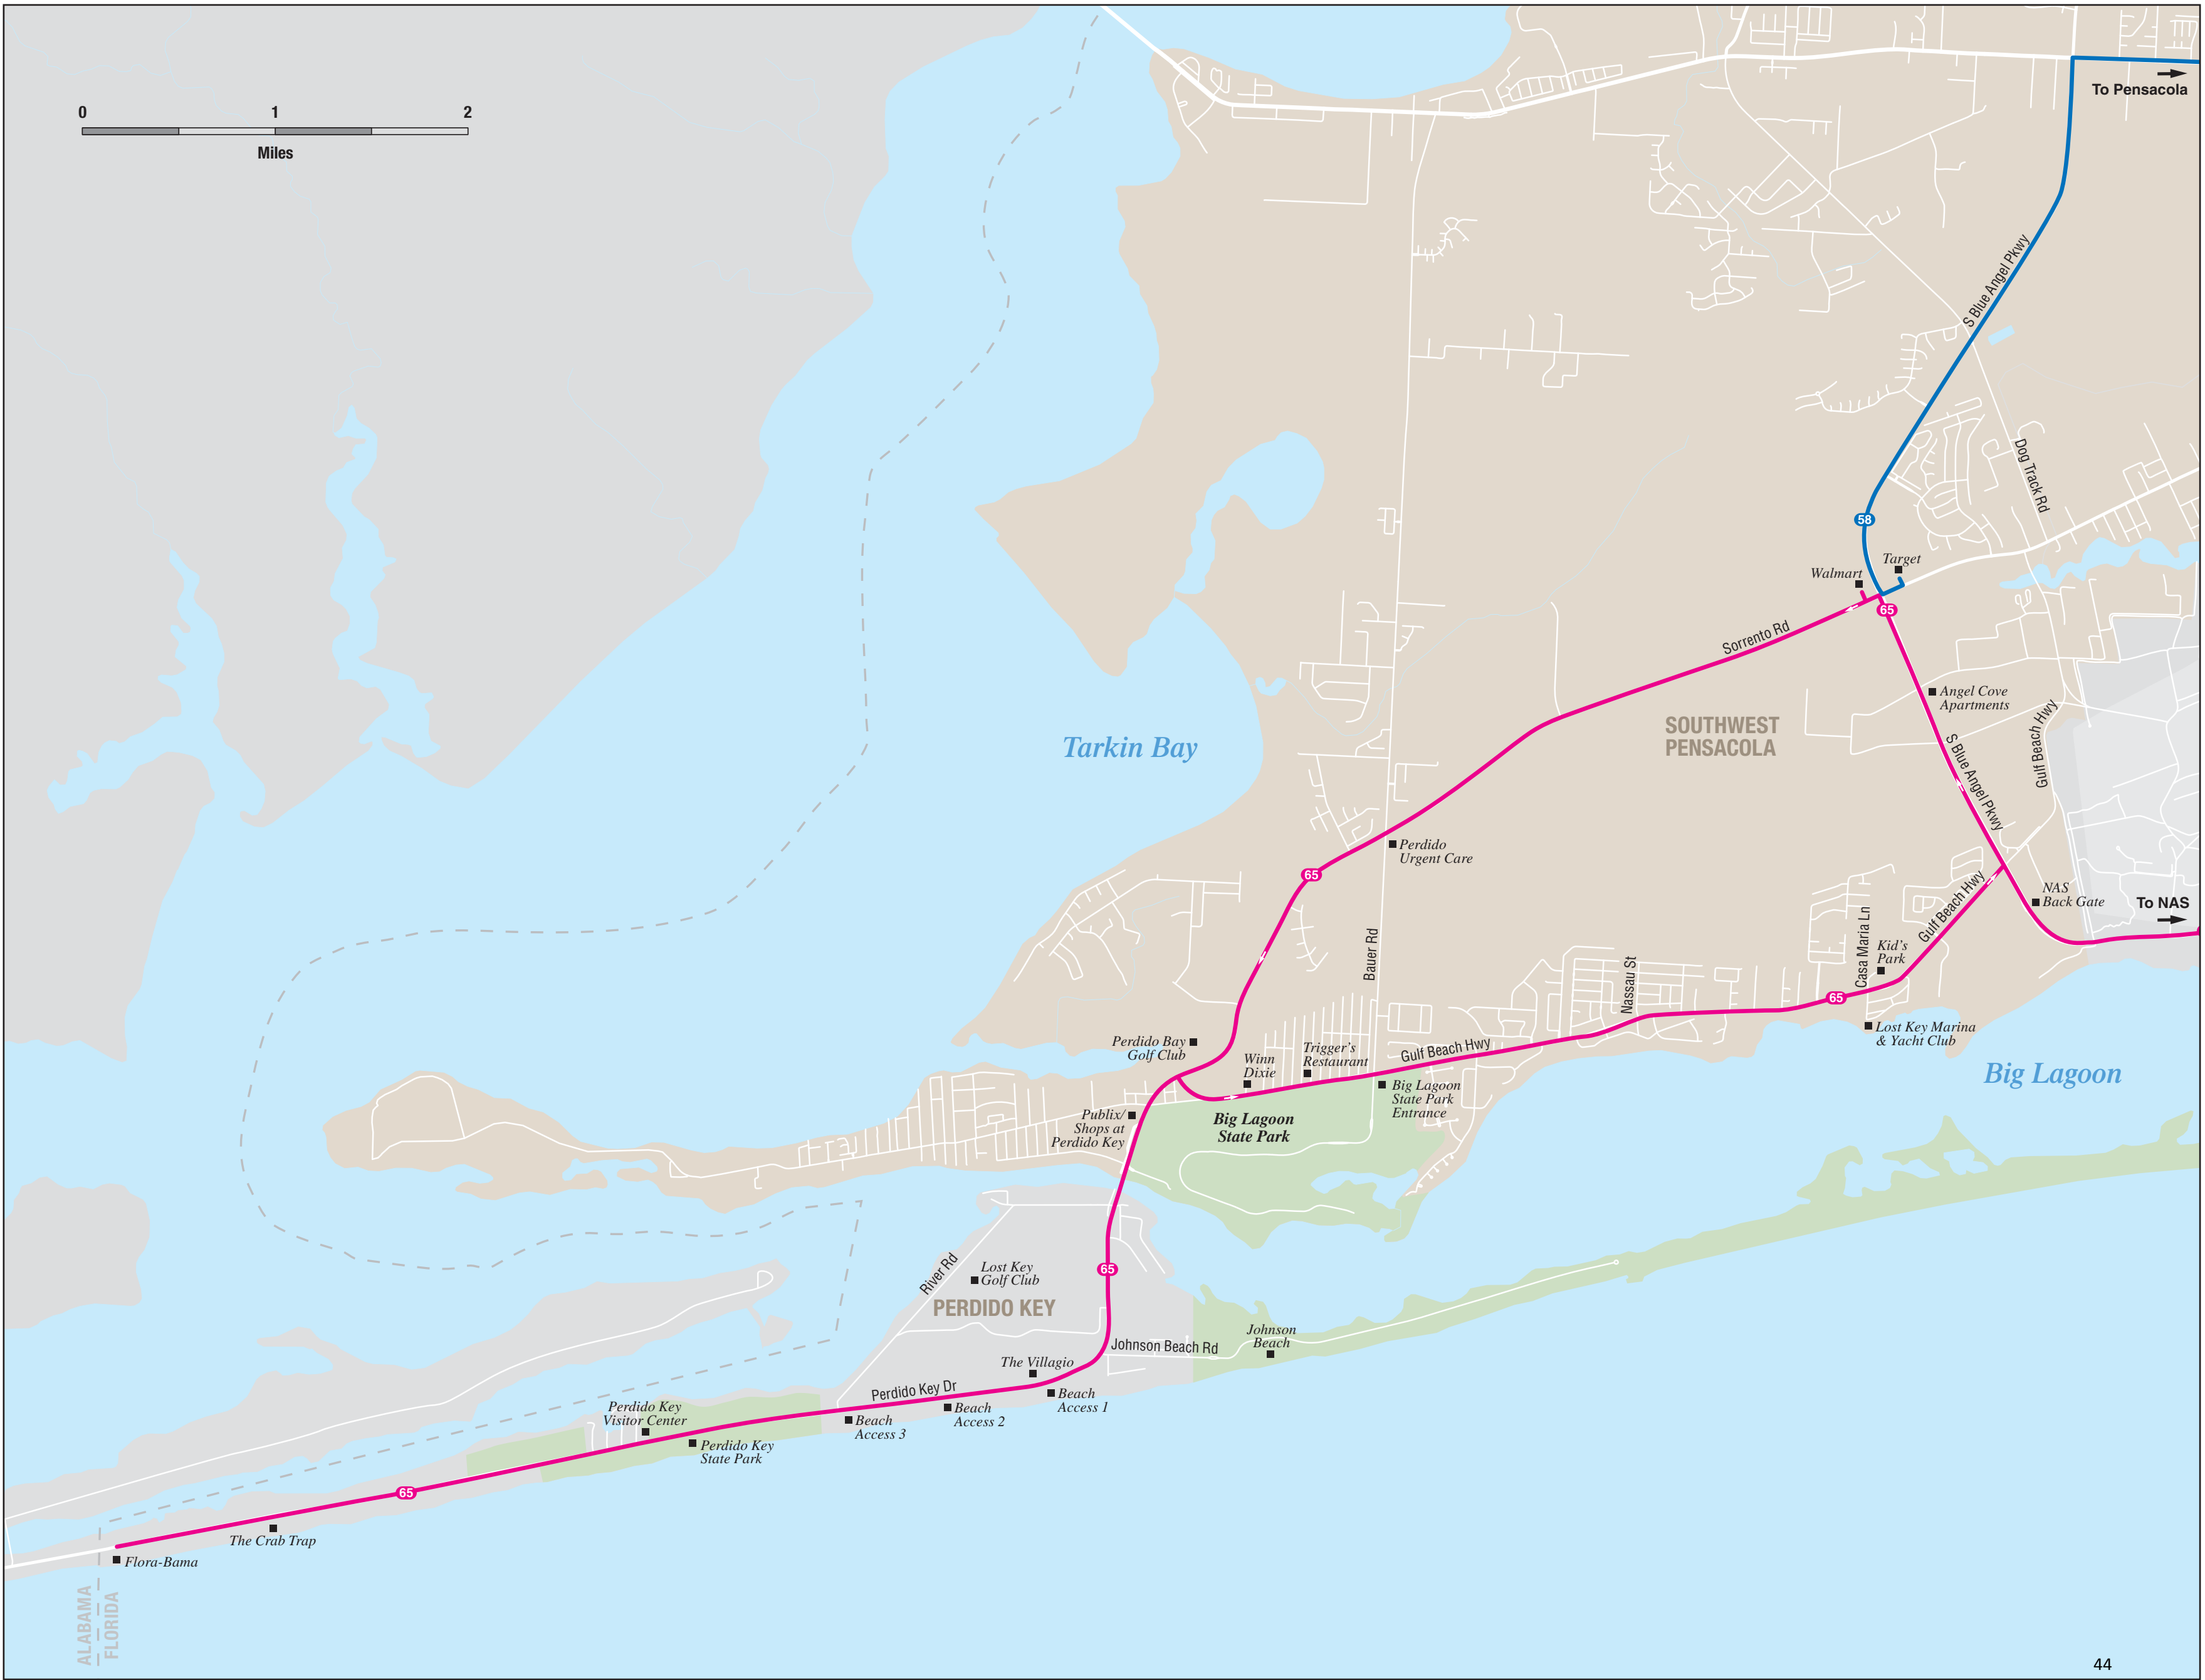 0 1 2
Miles
To Pensacola
S Blue Angel Pkwy
Dog Track Rd
58
Target
Walmart
65
Sorrento Rd
Angel Cove
Apartments
SOUTHWEST
PENSACOLA
Tarkin Bay
Gulf Beach Hwy
S Blue Angel Pkwy
Perdido
Urgent Care
65
NAS
Back Gate
To NAS
Gulf Beach Hwy
Casa Maria Ln
Kid's
Park
Bauer Rd
Nassau St
65
Lost Key Marina
& Yacht Club
Perdido Bay
Golf Club
Winn
Dixie
Trigger's
Restaurant
Gulf Beach Hwy
Big Lagoon
Big Lagoon
State Park
Entrance
Publix/
Shops at
Perdido Key
Big Lagoon
State Park
River Rd
Lost Key
Golf Club
65
PERDIDO KEY
Johnson
Beach
Johnson Beach Rd
The Villagio
Perdido Key Dr
Beach
Access 1
Beach
Access 2
Beach
Access 3
Perdido Key
Visitor Center
Perdido Key
State Park
65
The Crab Trap
Flora-Bama
ALABAMA
FLORIDA
44